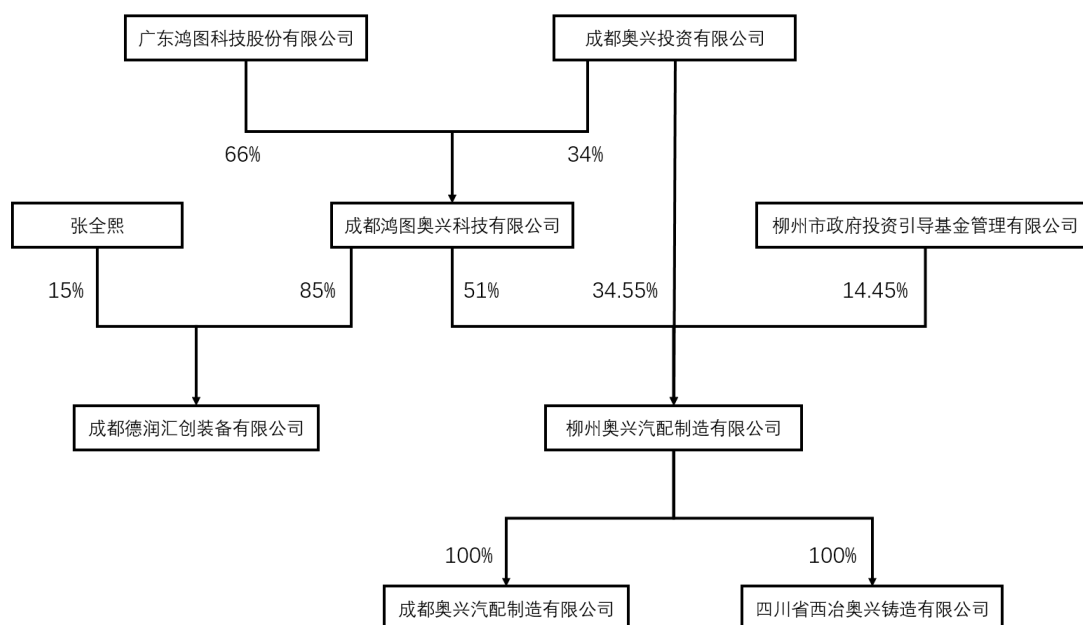 广东鸿图科技股份有限公司
成都奥兴投资有限公司
66%
34%
张全熙
成都鸿图奥兴科技有限公司
柳州市政府投资引导基金管理有限公司
15%
85%
51%
34.55%
14.45%
成都德润汇创装备有限公司
柳州奥兴汽配制造有限公司
100%
100%
成都奥兴汽配制造有限公司
四川省西冶奥兴铸造有限公司